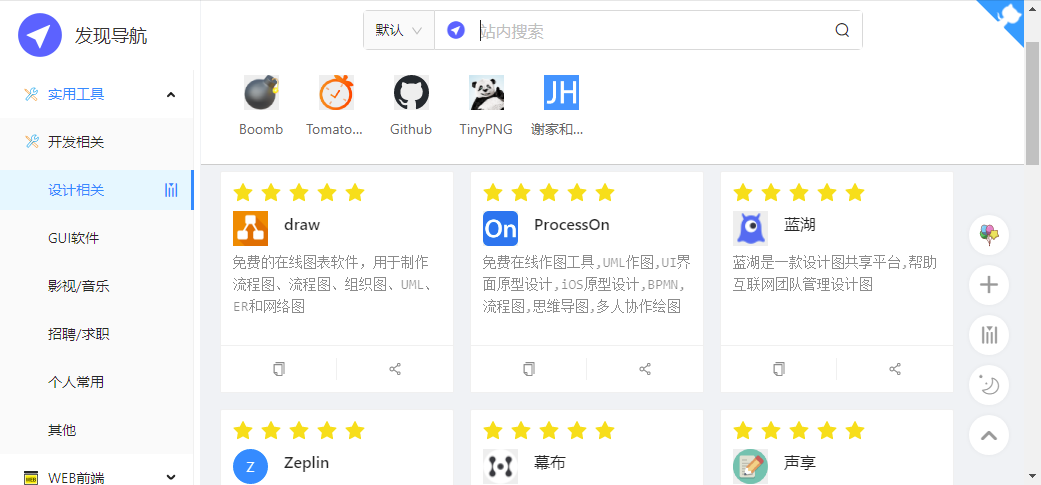 发现导航
实用工具
开发相关
设计相关
GUI软件
影视/音乐
招聘/求职
个人常用
其他
WEB前端
默认
站内搜索
Boomb
Tomato...
Github
TinyPNG
JH
谢家和...
draw
免费的在线图表软件，用于制作
流程图、流程图、组织图、UML、
ER和网络图
On
ProcessOn
免费在线作图工具,UML作图,UI界
面原型设计,iOS原型设计,BPMN,
流程图,思维导图,多人协作绘图
蓝湖
蓝湖是一款设计图共享平台,帮助
互联网团队管理设计图
Z
Zeplin
幕布
声享